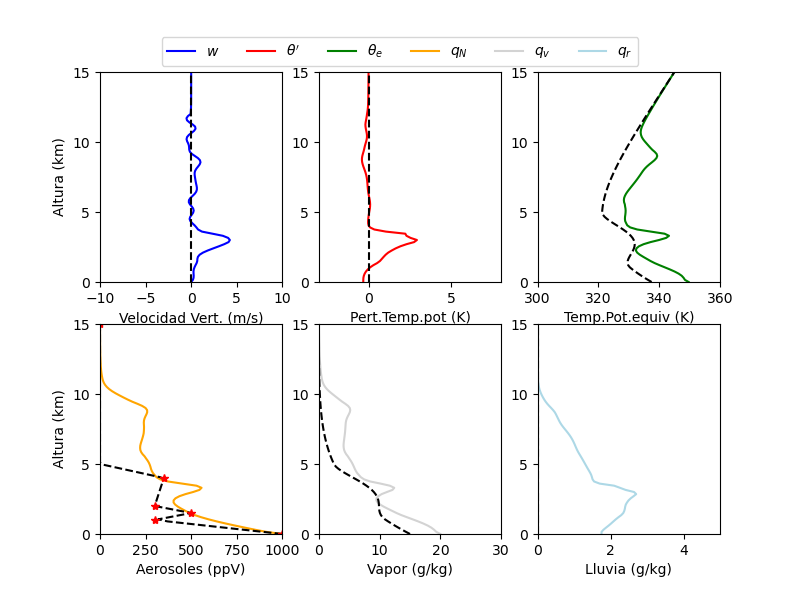 w θ′ θe qN qv qr
15 15 15
10 10 10
5 5 5
0 0 0
−10 −5 0 5 10 0 5 300 320 340 360
Altura (km)
Velocidad Vert. (m/s) Pert.Temp.pot (K) Temp.Pot.equiv (K)
15 15 15
10 10 10
5 5 5
0 0 0
0 250 500 750 1000 0 10 20 30 0 2 4
Altura (km)
Aerosoles (ppV) Vapor (g/kg) Lluvia (g/kg)